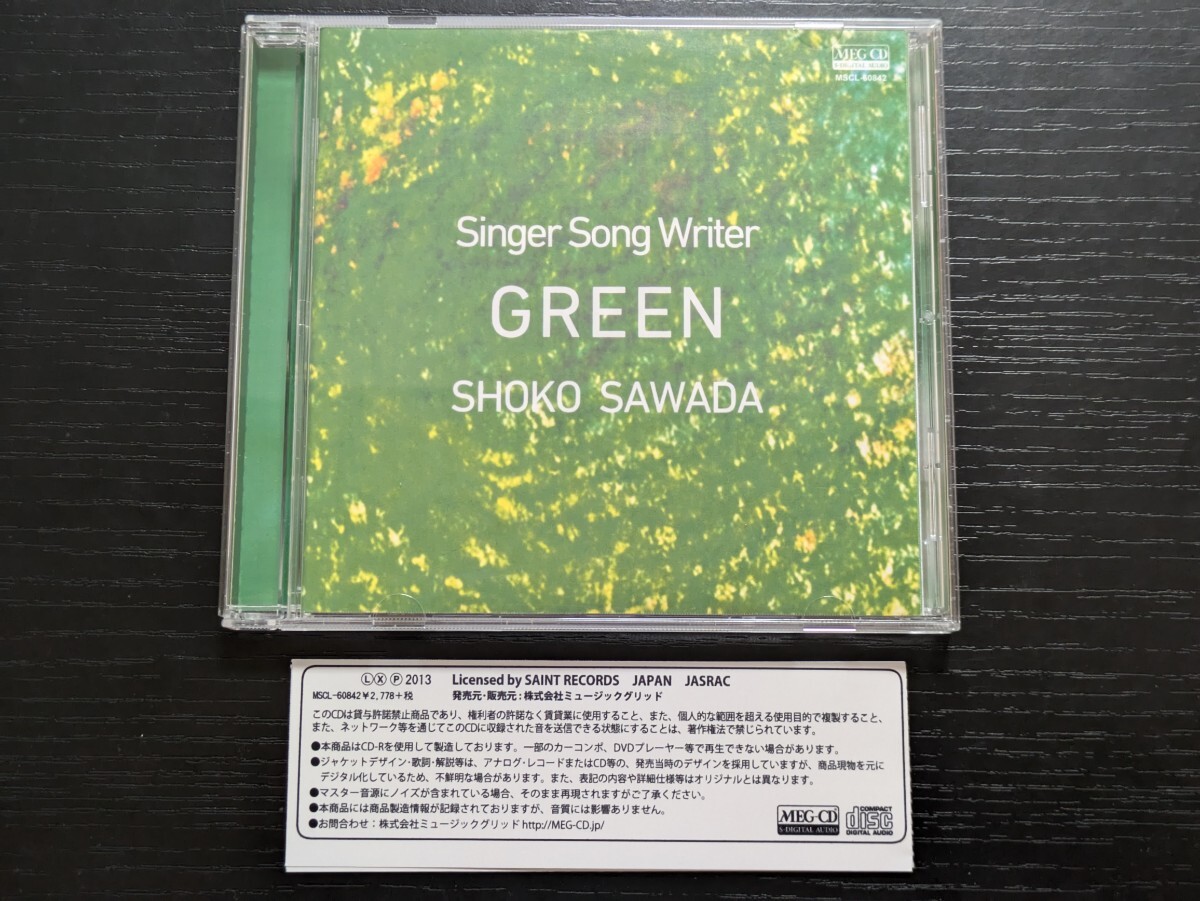 MEG-CD
S-DIGITAL AUDIO
MSCL-60842
Singer Song Writer
GREEN
SHOKO SAWADA
ⓁⓍⓅ 2013 Licensed by SAINT RECORDS JAPAN JASRAC
MSCL-60842 ¥2,778+税 発売元・販売元:株式会社ミュージックグリッド
このCDは貸与許諾禁止商品であり、権利者の許諾なく賃貸業に使用すること、また、個人的な範囲を超える使用目的で複製すること、
また、ネットワーク等を通じてこのCDに収録された音を送信できる状態にすることは、著作権法で禁じられています。
●本商品はCD-Rを使用して製造しております。一部のカーコンポ、DVDプレーヤー等で再生できない場合があります。
●ジャケットデザイン・歌詞・解説等は、アナログ・レコードまたはCD等の、発売当時のデザインを採用していますが、商品現物を元に
デジタル化しているため、不鮮明な場合があります。また、表記の内容や詳細仕様等はオリジナルとは異なります。
●マスター音源にノイズが含まれている場合、そのまま再現されますがご了承ください。
●本商品には商品製造情報が記録されておりますが、音質には影響ありません。
●お問合わせ:株式会社ミュージックグリッド http://MEG-CD.jp/
MEG-CD
S-DIGITAL AUDIO
COMPACT
disc
DIGITAL AUDIO